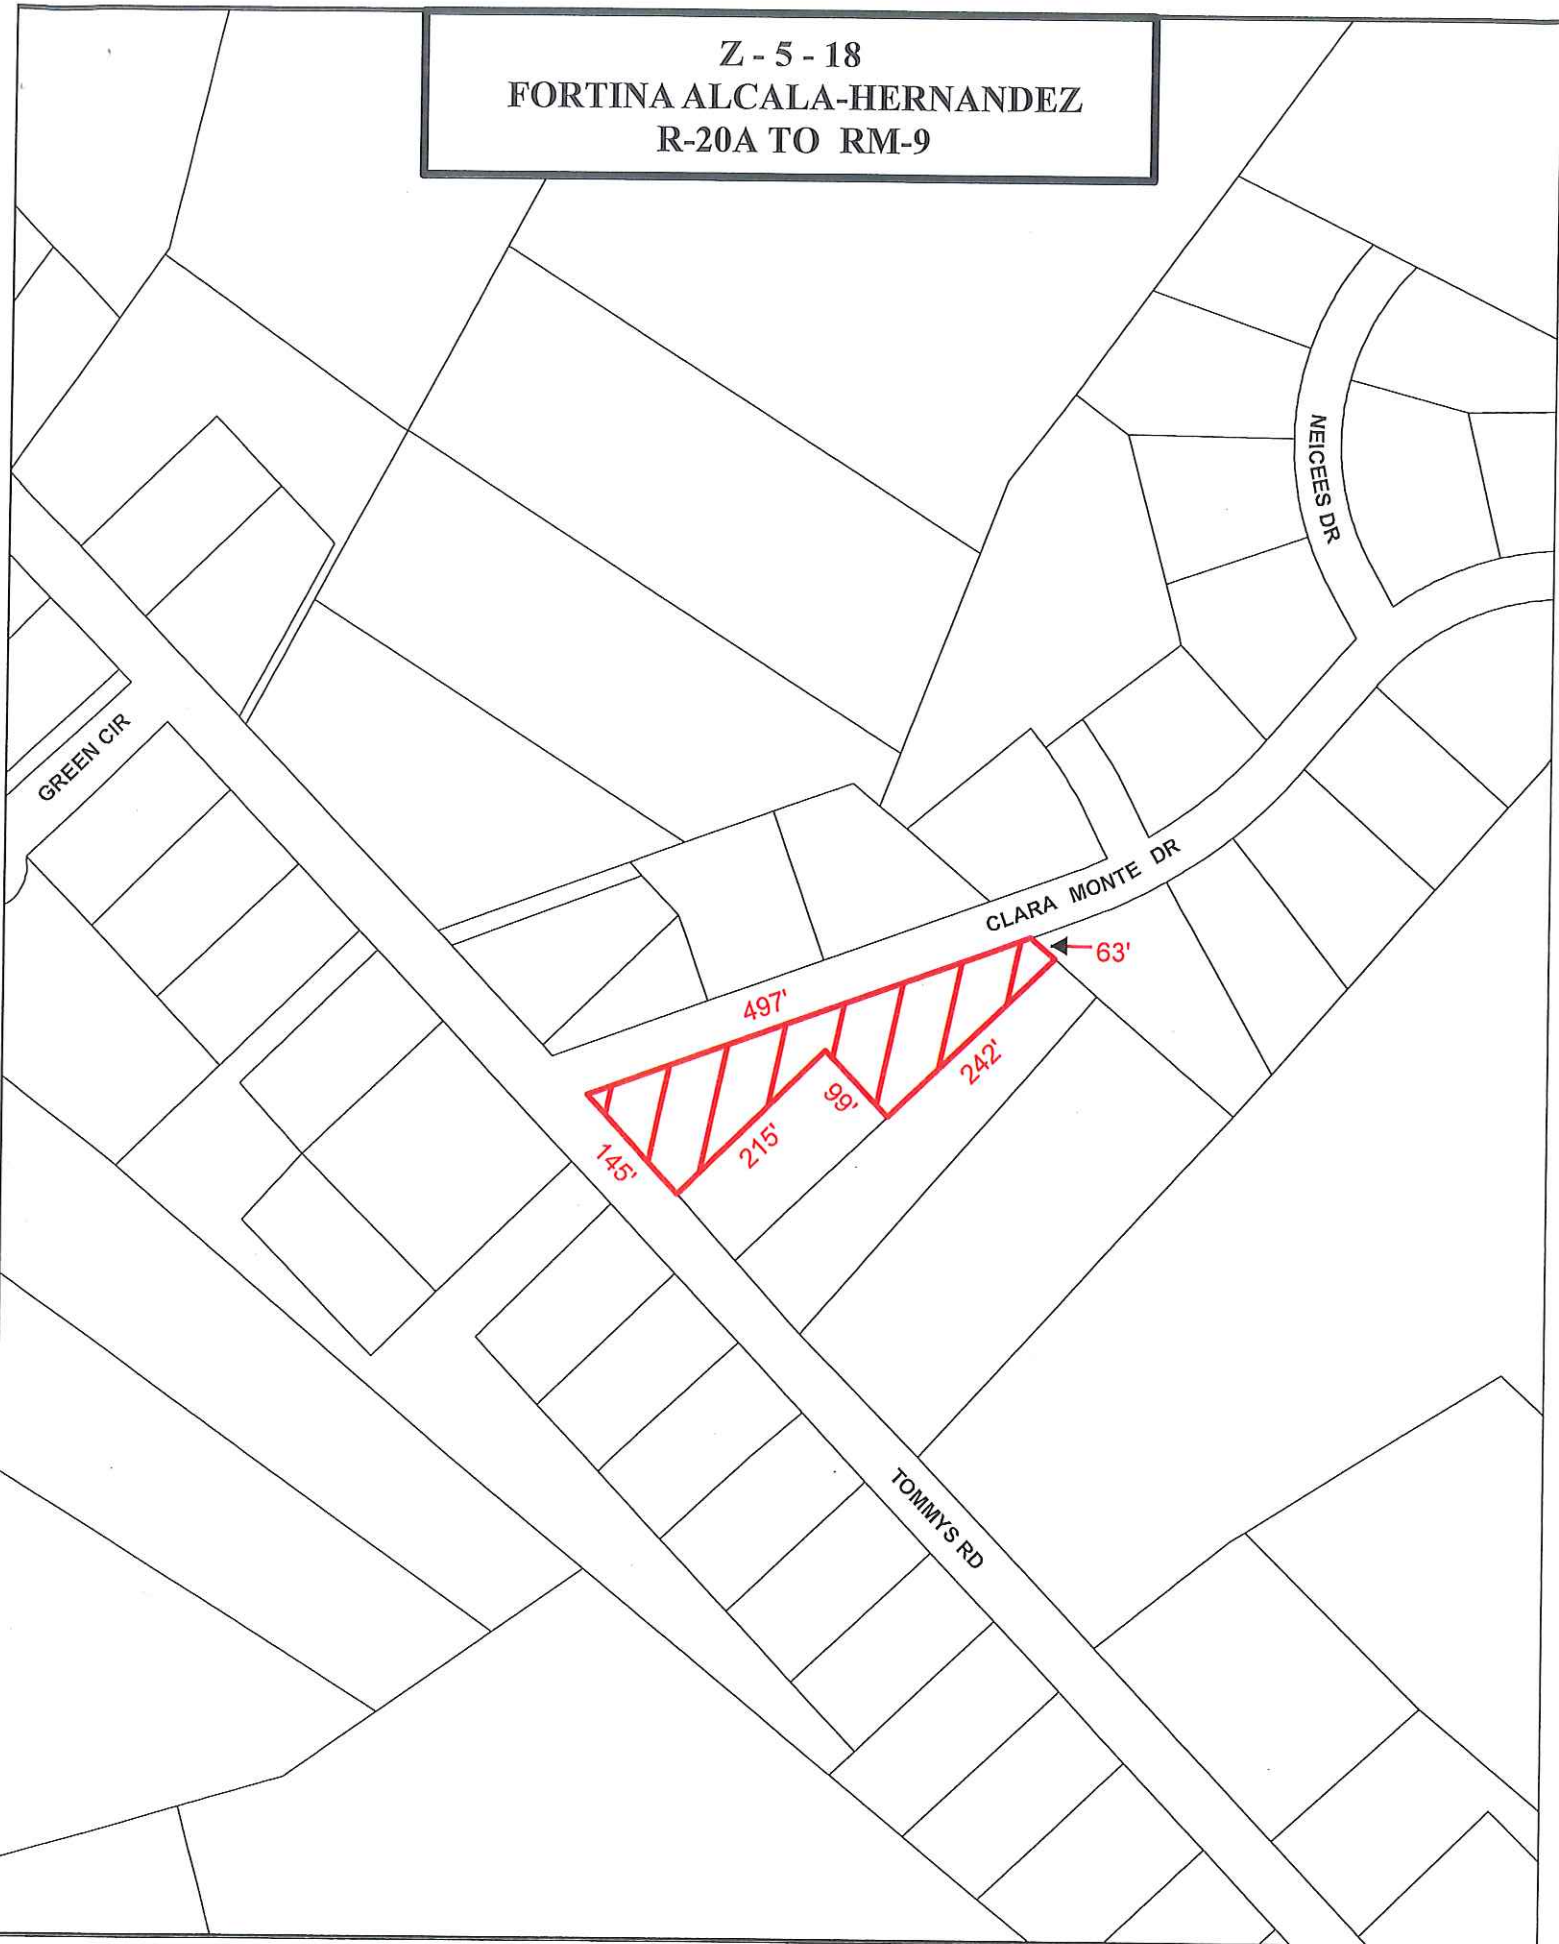 Z - 5 - 18
FORTINA ALCALA-HERNANDEZ
R-20A TO RM-9
NEICEES DR
GREEN CIR
CLARA MONTE DR
63'
497'
242'
99'
215'
145'
TOMMYS RD